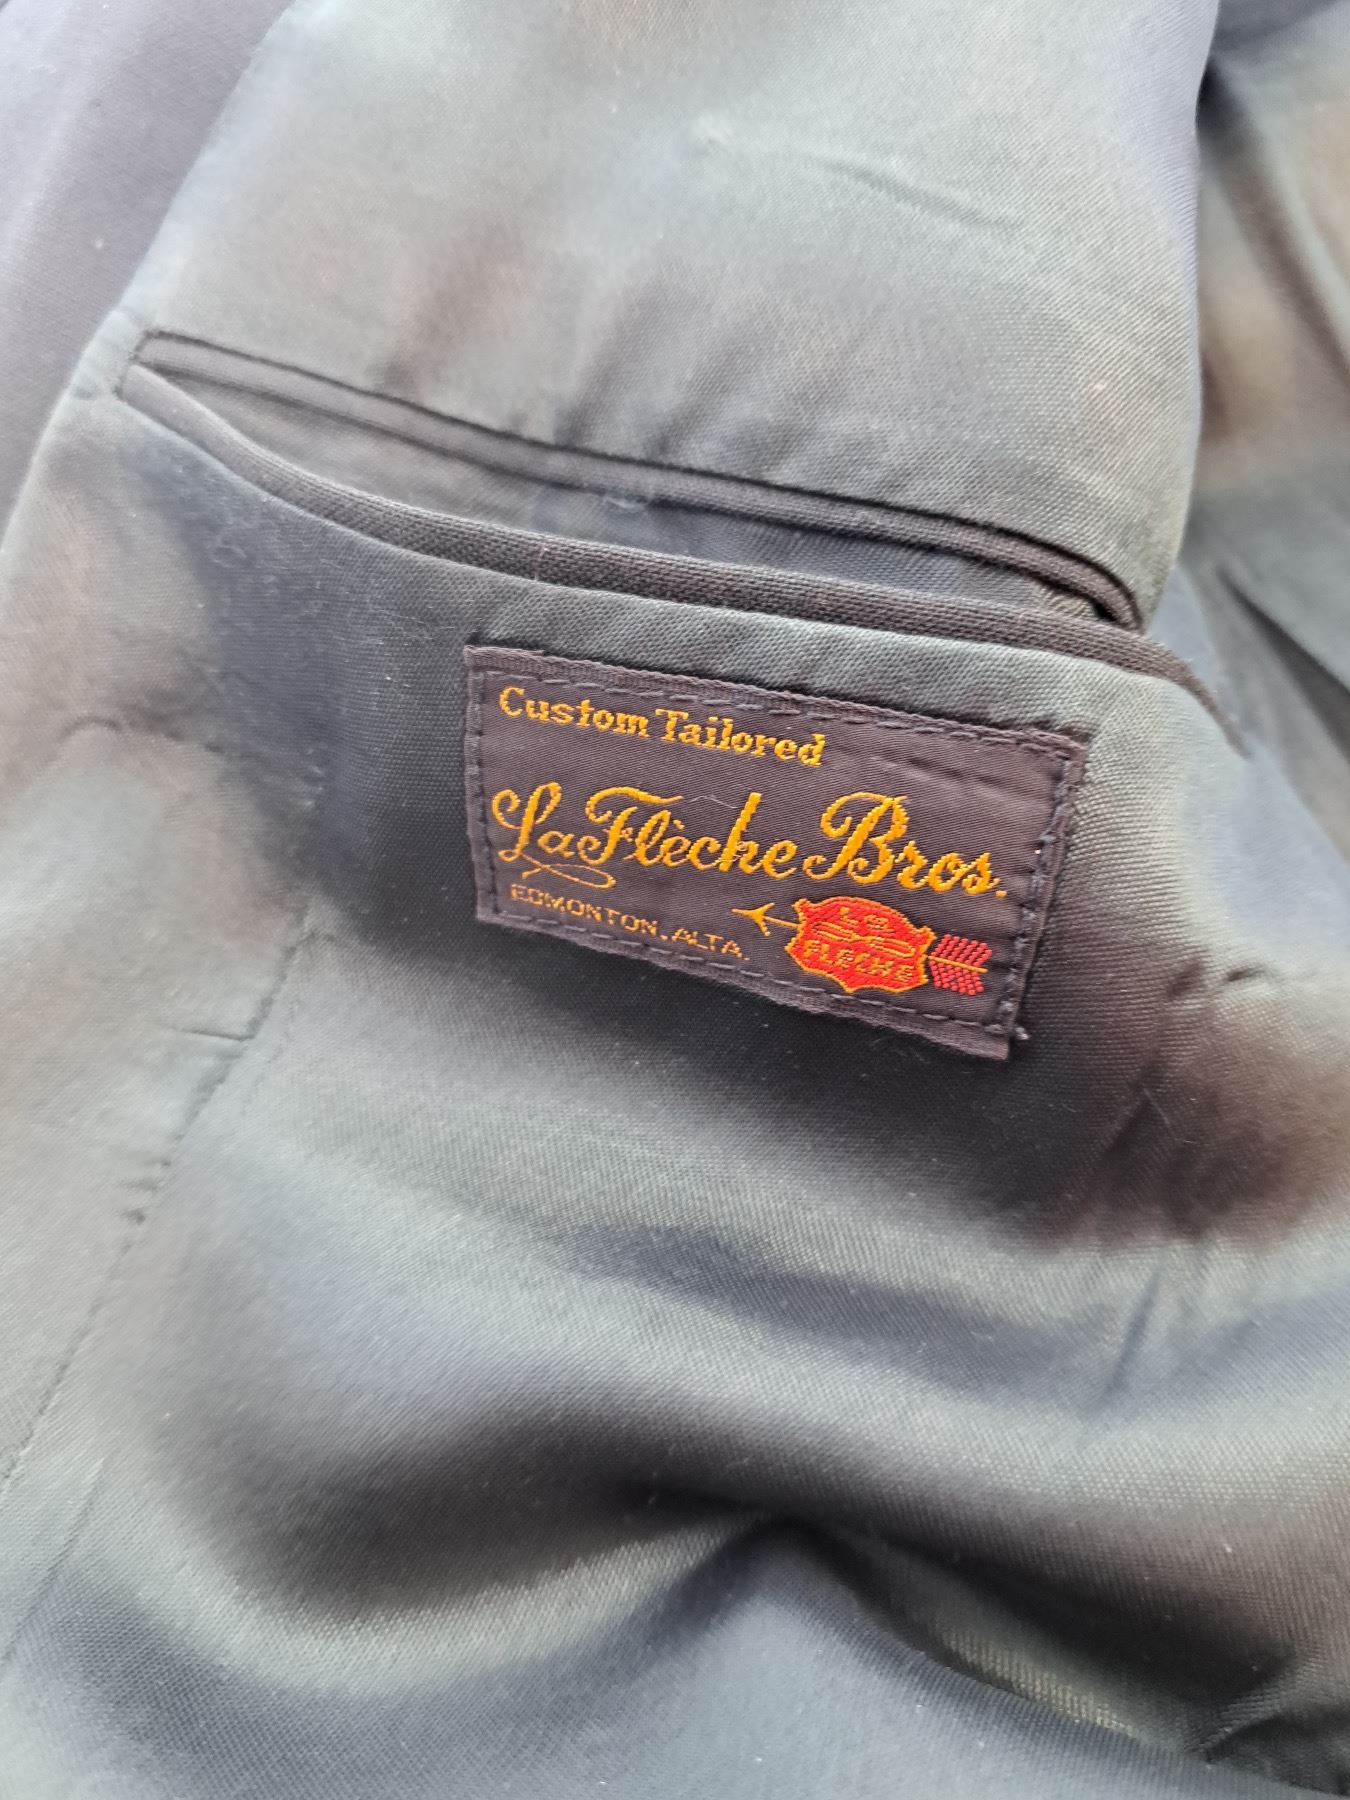 Custom Tailored
LaFlèche Bros.
EDMONTON, ALTA.
LA
FLECHE